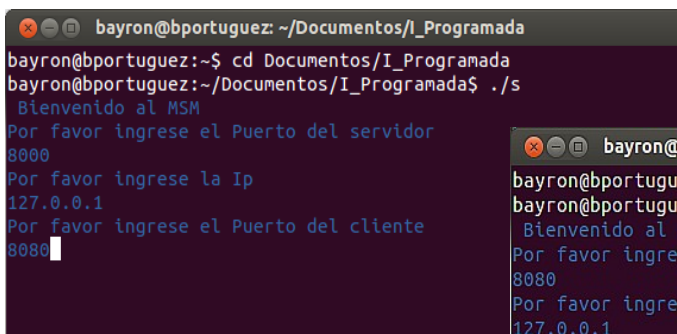 bayron@bportuguez: ~/Documentos/I_Programada
bayron@bportuguez:~$ cd Documentos/I_Programada
bayron@bportuguez:~/Documentos/I_Programada$ ./s
Bienvenido al MSM
Por favor ingrese el Puerto del servidor
8000
Por favor ingrese la Ip
127.0.0.1
Por favor ingrese el Puerto del cliente
8080
bayron@
bayron@bportugu
bayron@bportugu
Bienvenido al
Por favor ingre
8080
Por favor ingre
127.0.0.1